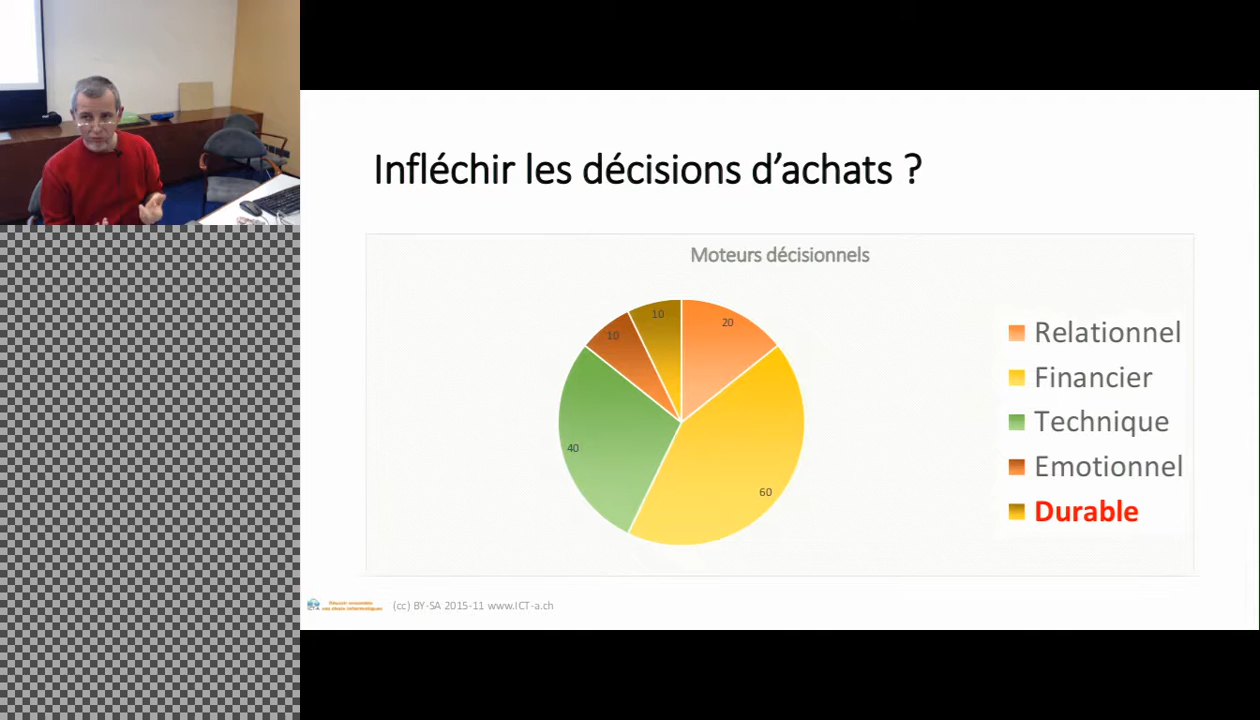 Infléchir les décisions d’achats ?
Moteurs décisionnels
10
20
10
40
60
Relationnel
Financier
Technique
Emotionnel
Durable
(cc) BY-SA 2015-11 www.ICT-a.ch